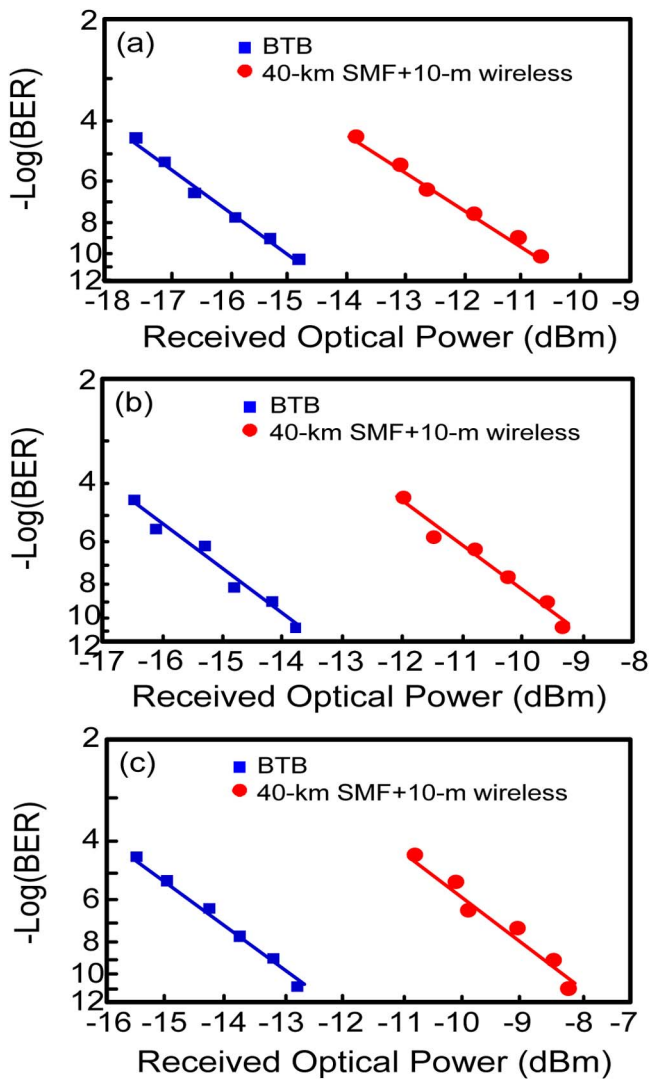 (a)
BTB
40-km SMF+10-m wireless
-Log(BER)
2
4
6
8
10
12
-18 -17 -16 -15 -14 -13 -12 -11 -10 -9
Received Optical Power (dBm)
(b)
BTB
40-km SMF+10-m wireless
-Log(BER)
2
4
6
8
10
12
-17 -16 -15 -14 -13 -12 -11 -10 -9 -8
Received Optical Power (dBm)
(c)
BTB
40-km SMF+10-m wireless
-Log(BER)
2
4
6
8
10
12
-16 -15 -14 -13 -12 -11 -10 -9 -8 -7
Received Optical Power (dBm)